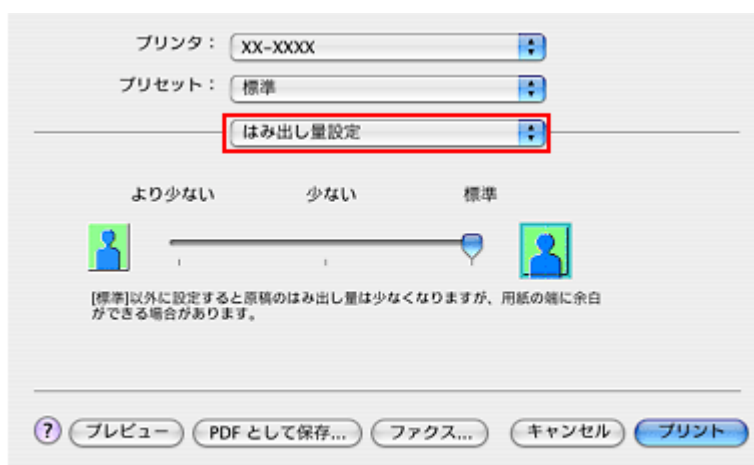 プリンタ： XX-XXXX
プリセット： 標準
はみ出し量設定
より少ない 少ない 標準
[標準]以外に設定すると原稿のはみ出し量は少なくなりますが、用紙の端に余白
ができる場合があります。
? プレビュー PDF として保存... ファクス... キャンセル プリント